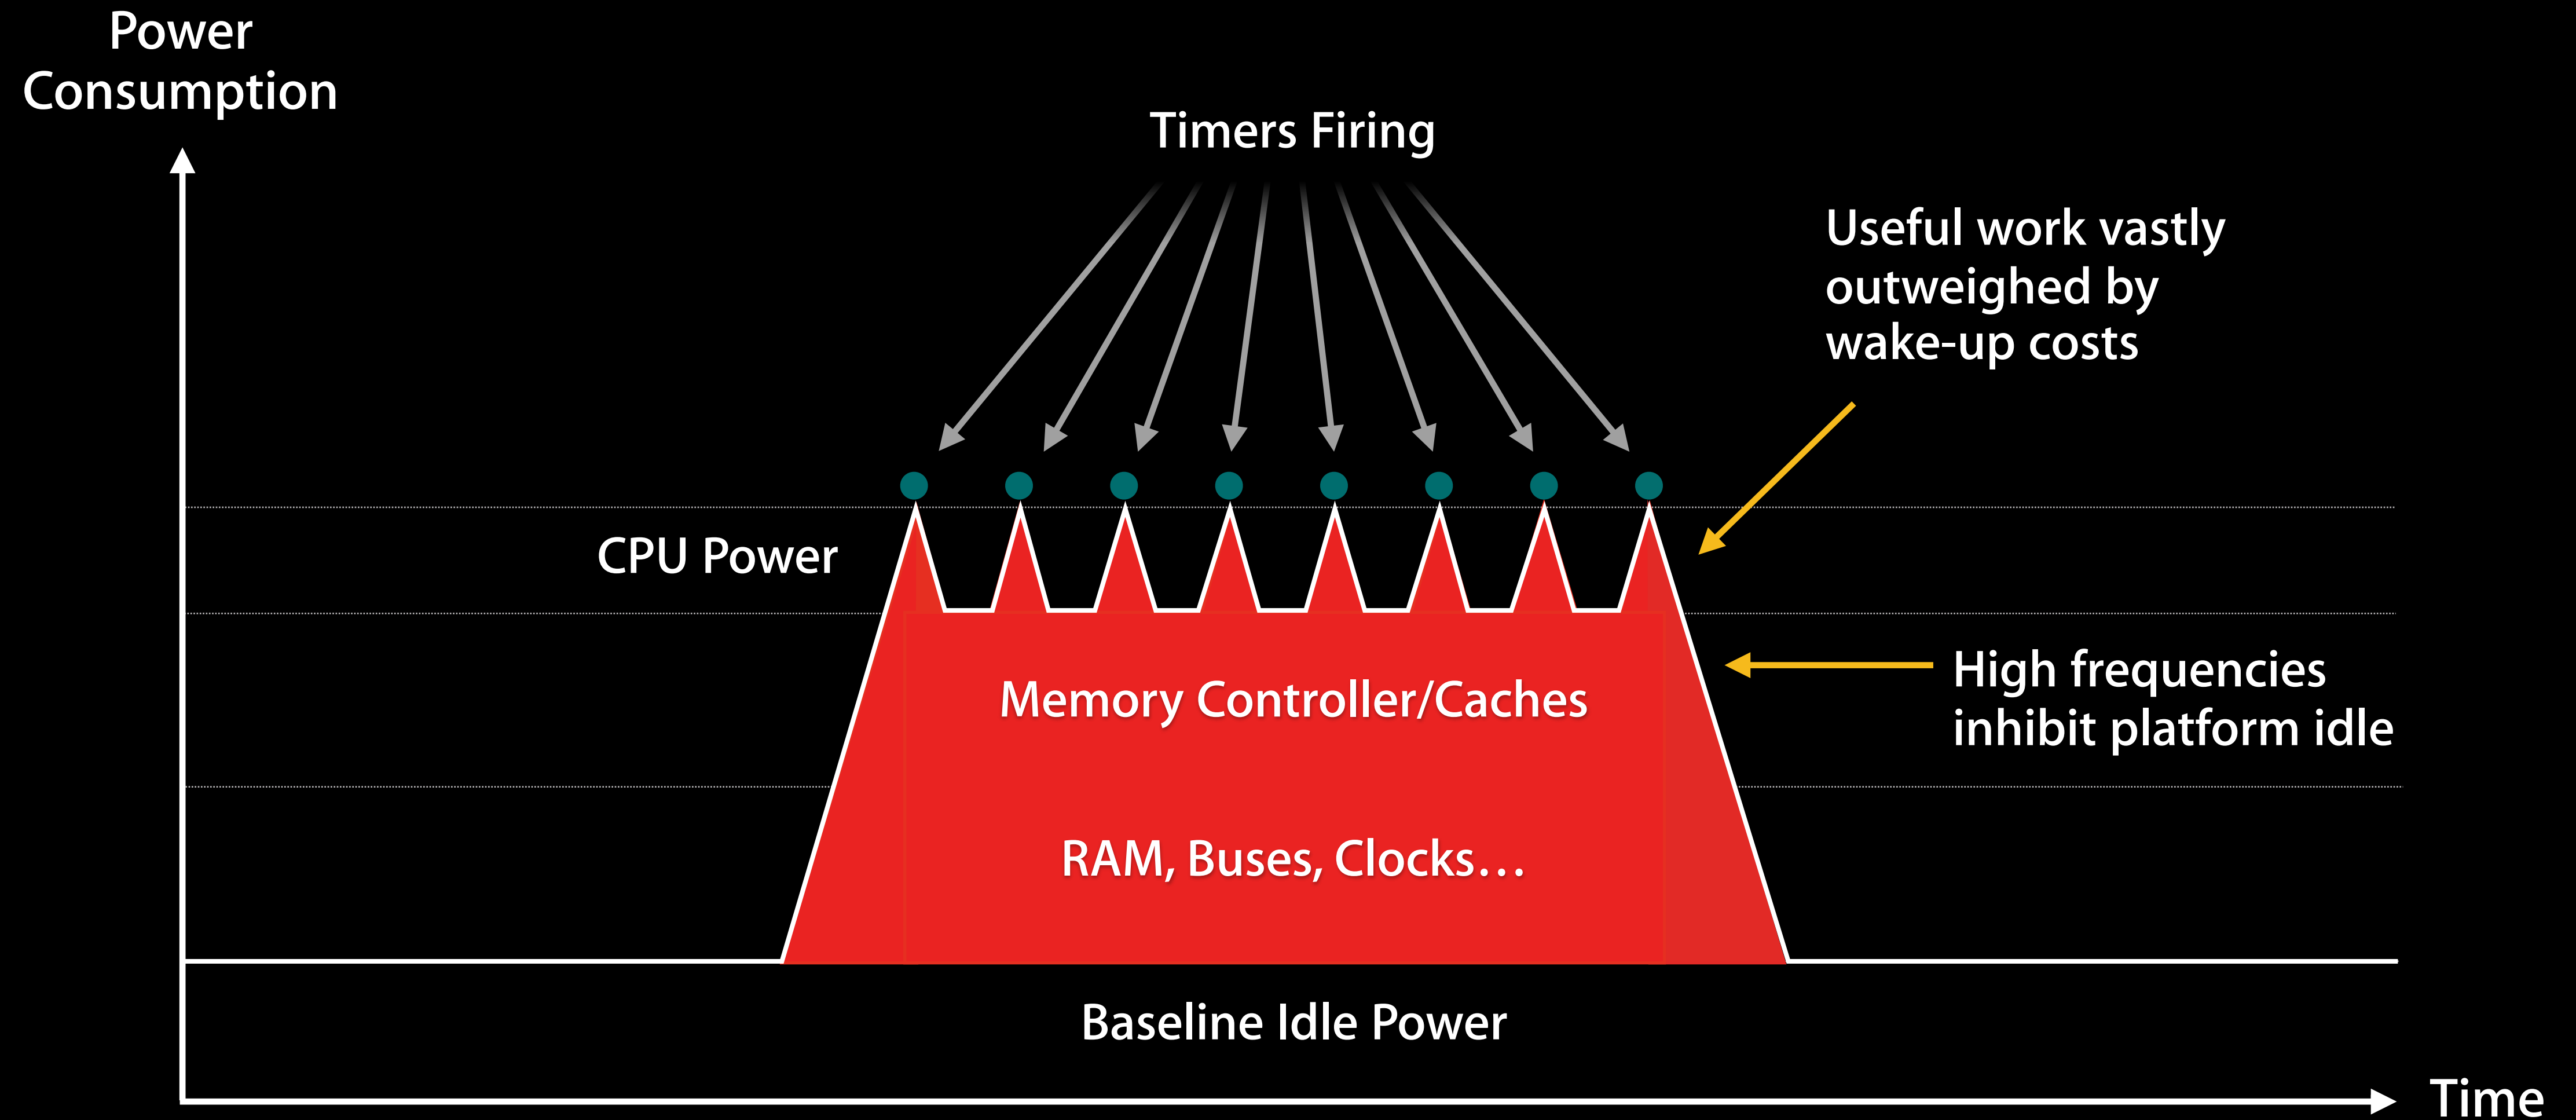 Power
Consumption
Timers Firing
Useful work vastly
outweighed by
wake-up costs
CPU Power
High frequencies
inhibit platform idle
Memory Controller/Caches
RAM, Buses, Clocks…
Baseline Idle Power
Time